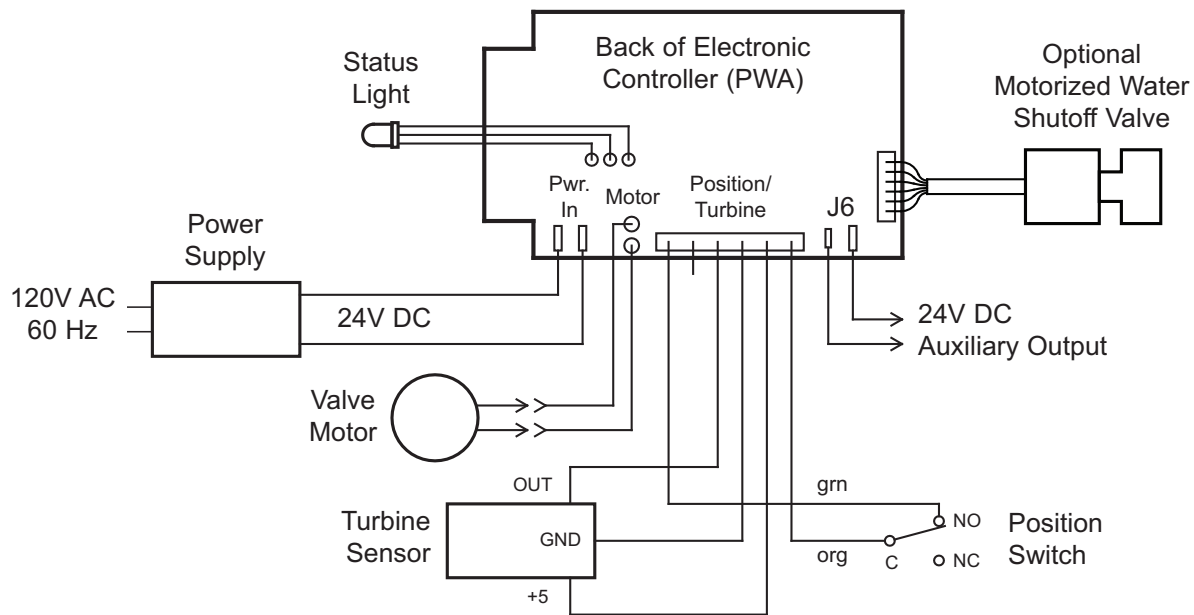 Back of Electronic
Controller (PWA)
Optional
Motorized Water
Shutoff Valve
Status
Light
Pwr.
In
Motor
Position/
Turbine
J6
Power
Supply
120V AC
60 Hz
24V DC
24V DC
Auxiliary Output
Valve
Motor
OUT
grn
Turbine
Sensor
GND
NO
Position
Switch
org
C
NC
+5